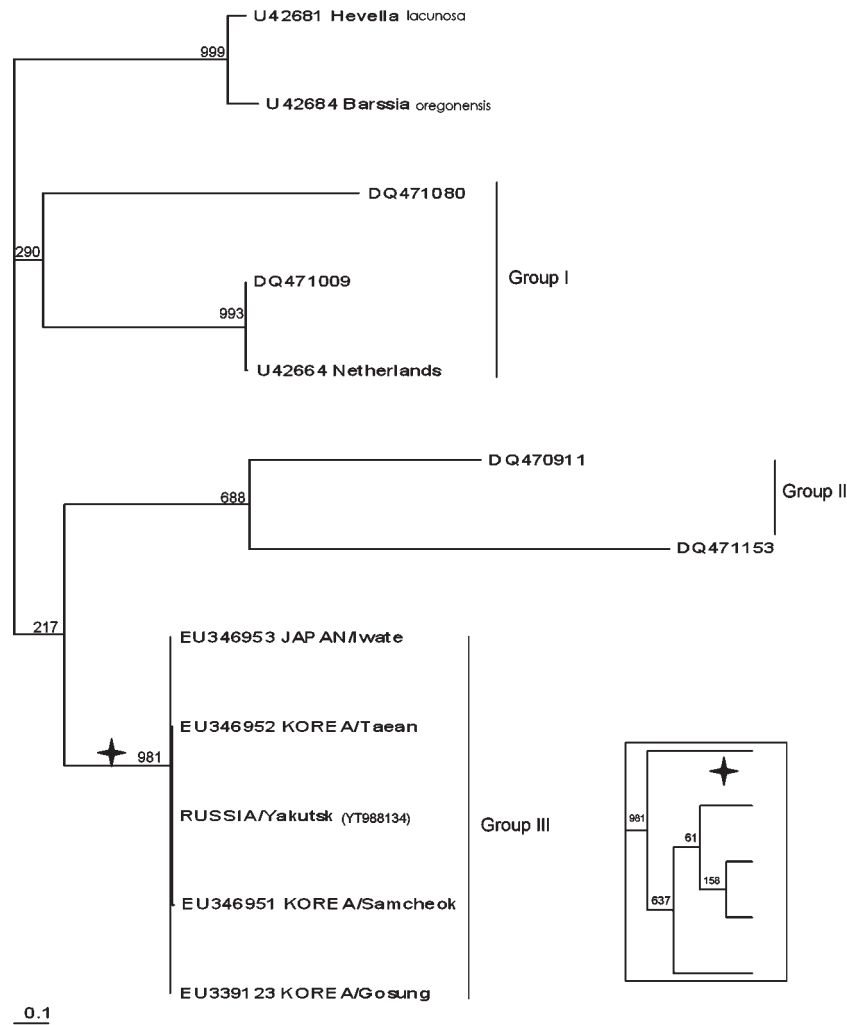 U42681 Hevella lacunosa
999
U42684 Barssia oregonensis
DQ471080
290
DQ471009
Group I
993
U42664 Netherlands
DQ470911
688
Group II
DQ471153
217
EU346953 JAPAN/Iwate
EU346952 KOREA/Taean
981
RUSSIA/Yakutsk (YT988134)
Group III
981
61
158
637
EU346951 KOREA/Samcheok
EU339123 KOREA/Gosung
0.1